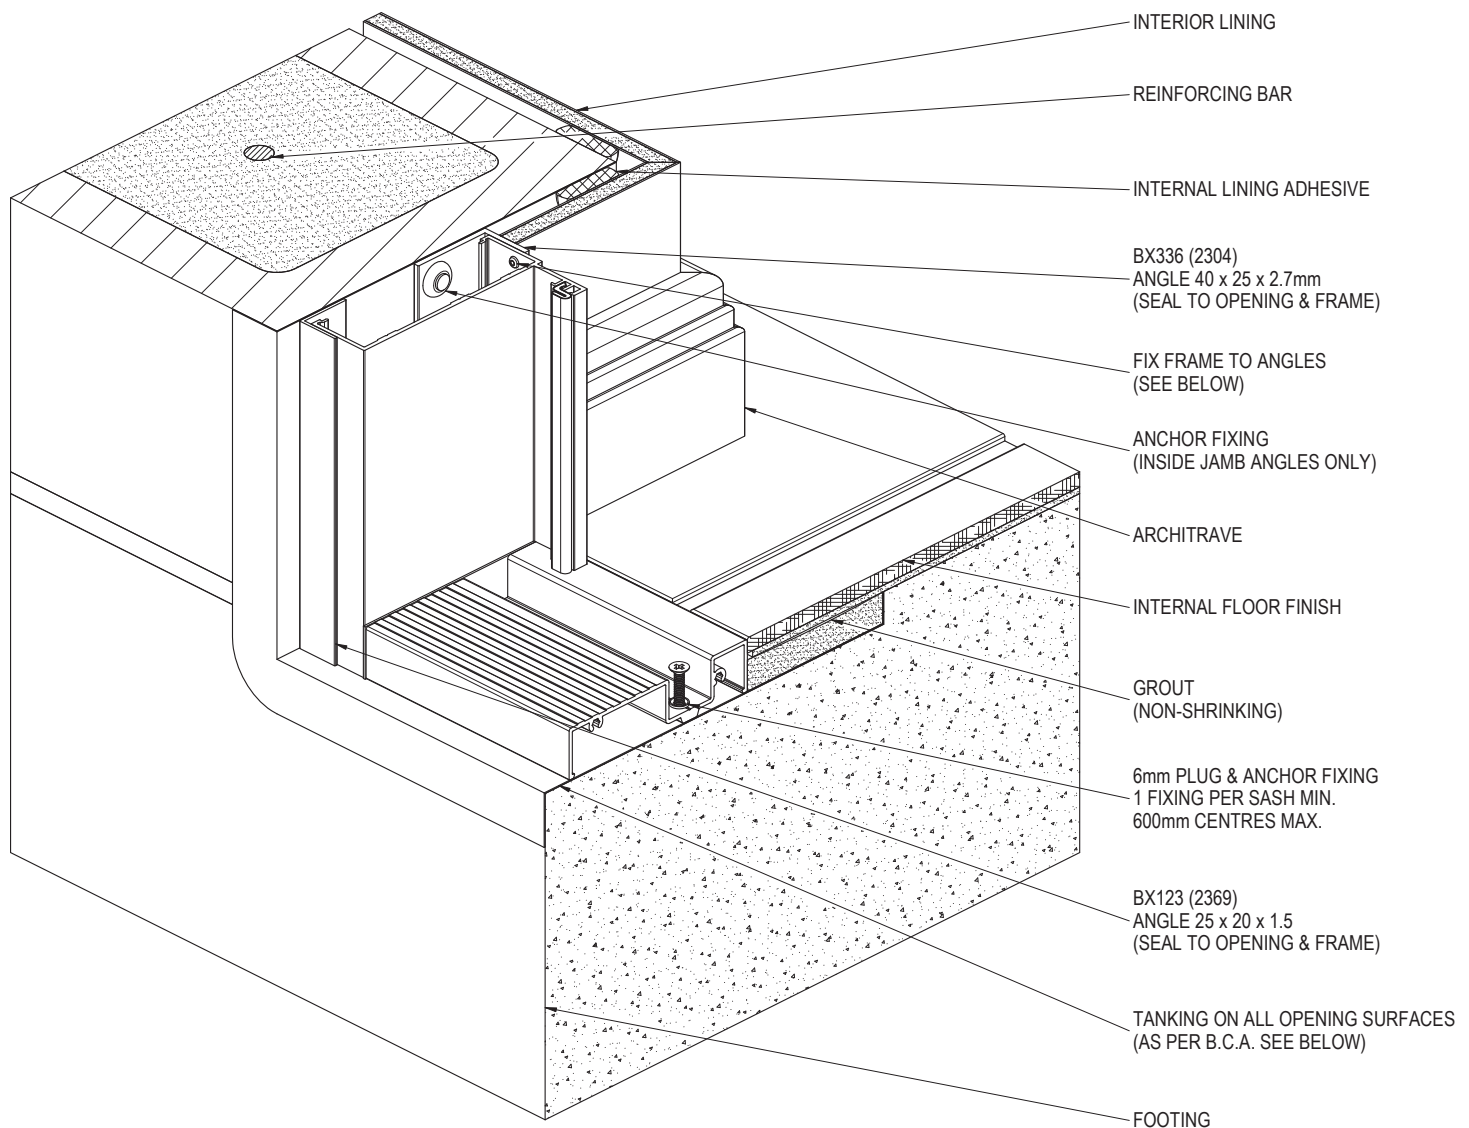 INTERIOR LINING
REINFORCING BAR
INTERNAL LINING ADHESIVE
BX336 (2304)
ANGLE 40 x 25 x 2.7mm
(SEAL TO OPENING & FRAME)
FIX FRAME TO ANGLES
(SEE BELOW)
ANCHOR FIXING
(INSIDE JAMB ANGLES ONLY)
ARCHITRAVE
INTERNAL FLOOR FINISH
GROUT
(NON-SHRINKING)
6mm PLUG & ANCHOR FIXING
1 FIXING PER SASH MIN.
600mm CENTRES MAX.
BX123 (2369)
ANGLE 25 x 20 x 1.5
(SEAL TO OPENING & FRAME)
TANKING ON ALL OPENING SURFACES
(AS PER B.C.A. SEE BELOW)
FOOTING